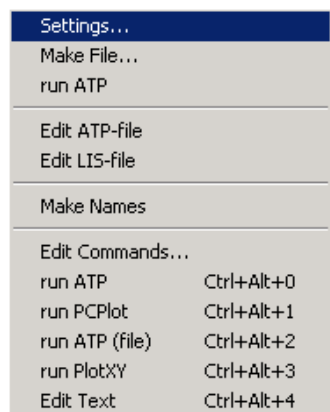 Settings...
Make File...
run ATP
Edit ATP-file
Edit LIS-file
Make Names
Edit Commands...
run ATP Ctrl+Alt+0
run PCPlot Ctrl+Alt+1
run ATP (file) Ctrl+Alt+2
run PlotXY Ctrl+Alt+3
Edit Text Ctrl+Alt+4